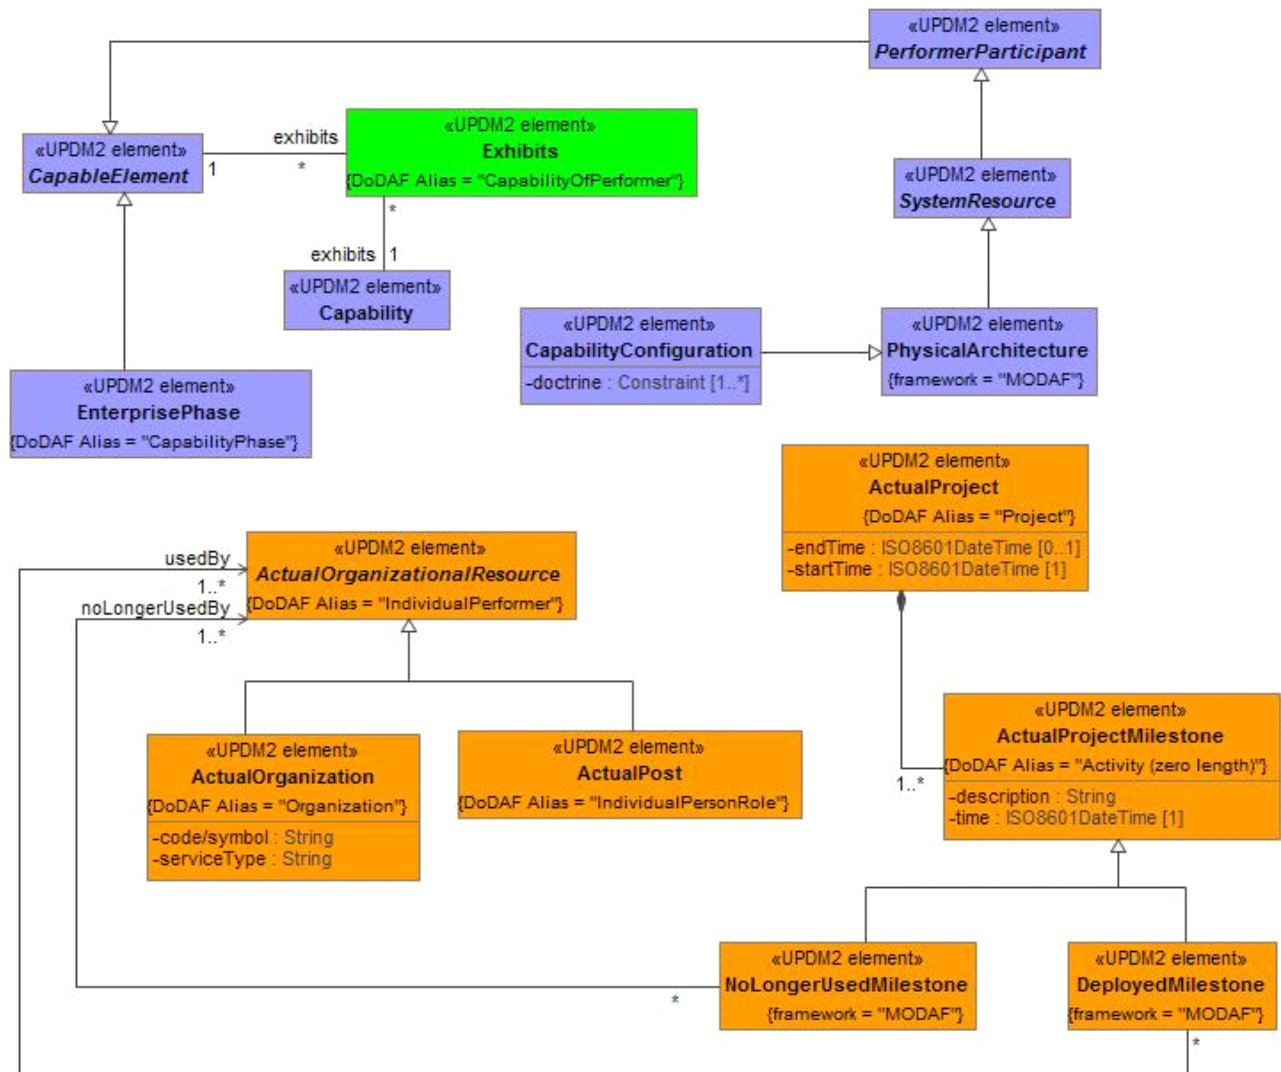 «UPDM2 element»
PerformerParticipant
«UPDM2 element»
CapableElement
1
exhibits
*
«UPDM2 element»
Exhibits
{DoDAF Alias = "CapabilityOfPerformer"}
*
exhibits 1
«UPDM2 element»
Capability
«UPDM2 element»
SystemResource
«UPDM2 element»
CapabilityConfiguration
-doctrine : Constraint [1..*]
«UPDM2 element»
PhysicalArchitecture
{framework = "MODAF"}
«UPDM2 element»
EnterprisePhase
{DoDAF Alias = "CapabilityPhase"}
«UPDM2 element»
ActualProject
{DoDAF Alias = "Project"}
-endTime : ISO8601DateTime [0..1]
-startTime : ISO8601DateTime [1]
usedBy
1..*
noLongerUsedBy
1..*
«UPDM2 element»
ActualOrganizationalResource
{DoDAF Alias = "IndividualPerformer"}
«UPDM2 element»
ActualOrganization
{DoDAF Alias = "Organization"}
-code/symbol : String
-serviceType : String
«UPDM2 element»
ActualPost
{DoDAF Alias = "IndividualPersonRole"}
1..*
«UPDM2 element»
ActualProjectMilestone
{DoDAF Alias = "Activity (zero length)"}
-description : String
-time : ISO8601DateTime [1]
*
«UPDM2 element»
NoLongerUsedMilestone
{framework = "MODAF"}
«UPDM2 element»
DeployedMilestone
{framework = "MODAF"}
*